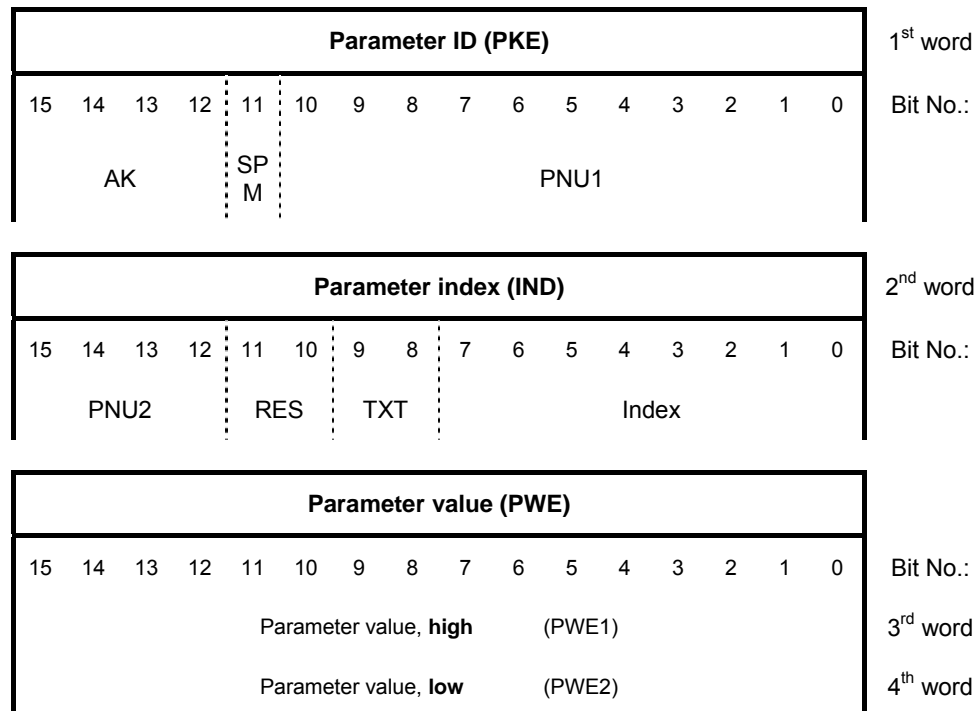 Parameter ID (PKE) 1st word
15 14 13 12 11 10 9 8 7 6 5 4 3 2 1 0 Bit No.:
AK SP M PNU1
Parameter index (IND) 2nd word
15 14 13 12 11 10 9 8 7 6 5 4 3 2 1 0 Bit No.:
PNU2 RES TXT Index
Parameter value (PWE)
15 14 13 12 11 10 9 8 7 6 5 4 3 2 1 0 Bit No.:
Parameter value, high (PWE1) 3rd word
Parameter value, low (PWE2) 4th word